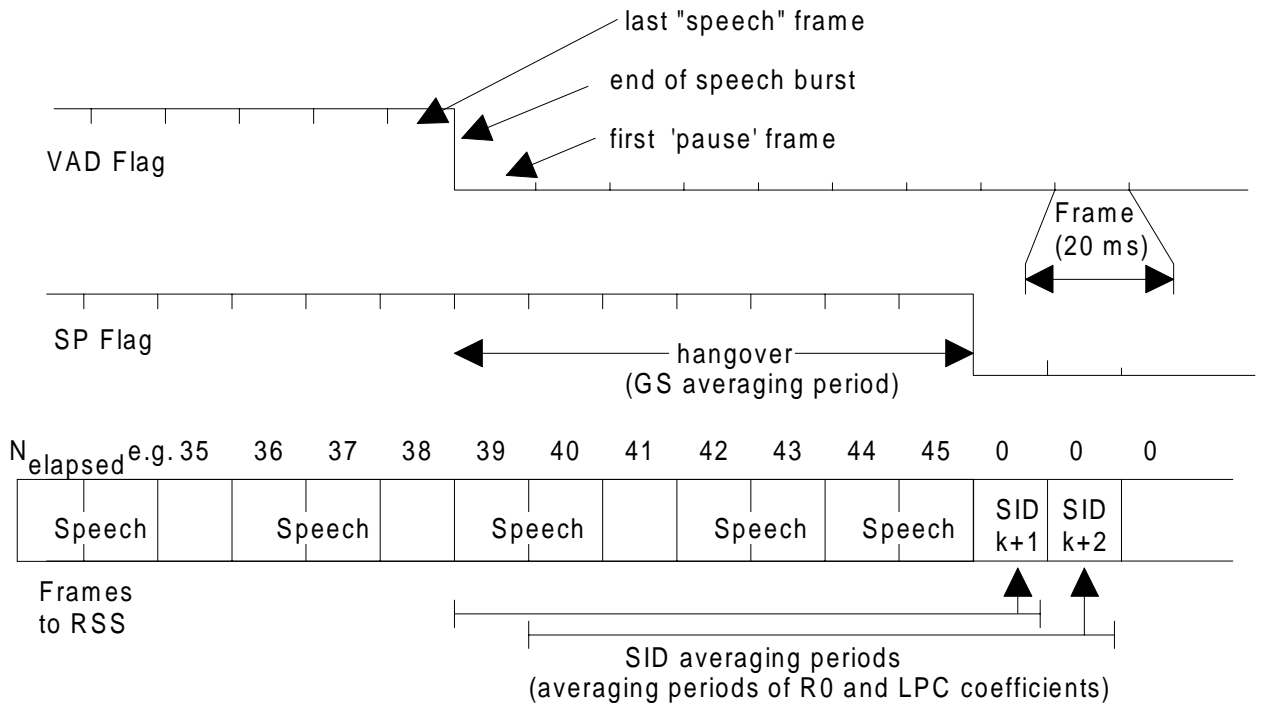 last "speech" frame
end of speech burst
first 'pause' frame
VAD Flag
Frame
(20 ms)
SP Flag
hangover
(GS averaging period)
N elapsed e.g. 35 36 37 38 39 40 41 42 43 44 45 0 0 0
Speech Speech Speech Speech Speech SID k+1 SID k+2
Frames
to RSS
SID averaging periods
(averaging periods of R0 and LPC coefficients)